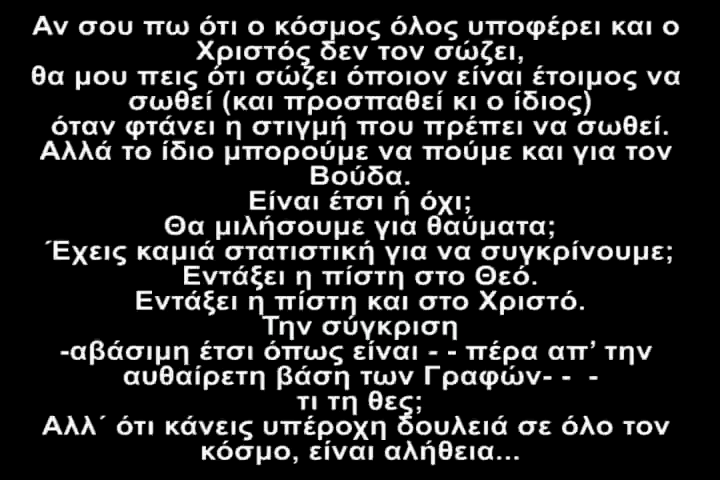 Αν σου πω ότι ο κόσμος όλος υποφέρει και ο
Χριστός δεν τον σώζει,
θα μου πεις ότι σώζει όποιον είναι έτοιμος να
σωθεί (και προσπαθεί κι ο ίδιος)
όταν φτάνει η στιγμή που πρέπει να σωθεί.
Αλλά το ίδιο μπορούμε να πούμε και για τον
Βούδα.
Είναι έτσι ή όχι;
Θα μιλήσουμε για θαύματα;
Έχεις καμιά στατιστική για να συγκρίνουμε;
Εντάξει η πίστη στο Θεό.
Εντάξει η πίστη και στο Χριστό.
Την σύγκριση
-αβάσιμη έτσι όπως είναι - - πέρα απ’ την
αυθαίρετη βάση των Γραφών- - -
τι τη θες;
Αλλ΄ ότι κάνεις υπέροχη δουλειά σε όλο τον
κόσμο, είναι αλήθεια...